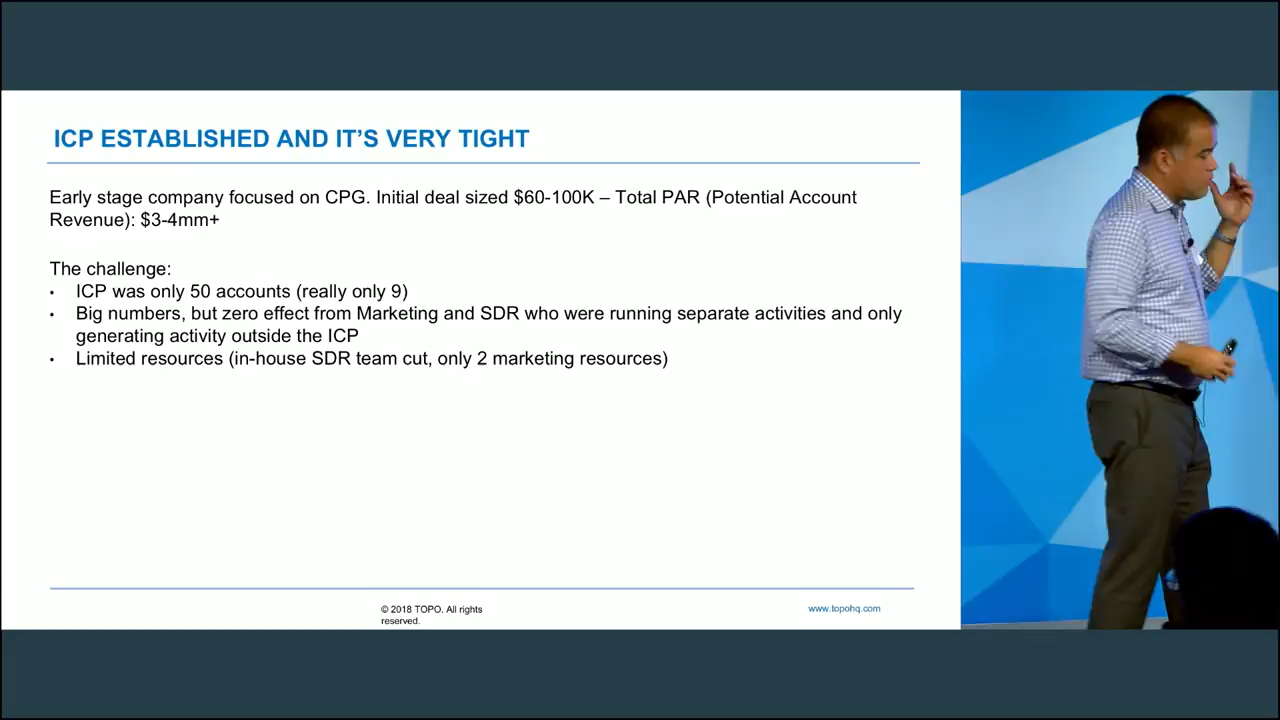 ICP ESTABLISHED AND IT'S VERY TIGHT
Early stage company focused on CPG. Initial deal sized $60-100K – Total PAR (Potential Account
Revenue): $3-4mm+
The challenge:
• ICP was only 50 accounts (really only 9)
• Big numbers, but zero effect from Marketing and SDR who were running separate activities and only
generating activity outside the ICP
• Limited resources (in-house SDR team cut, only 2 marketing resources)
© 2018 TOPO. All rights
reserved.
www.topohq.com